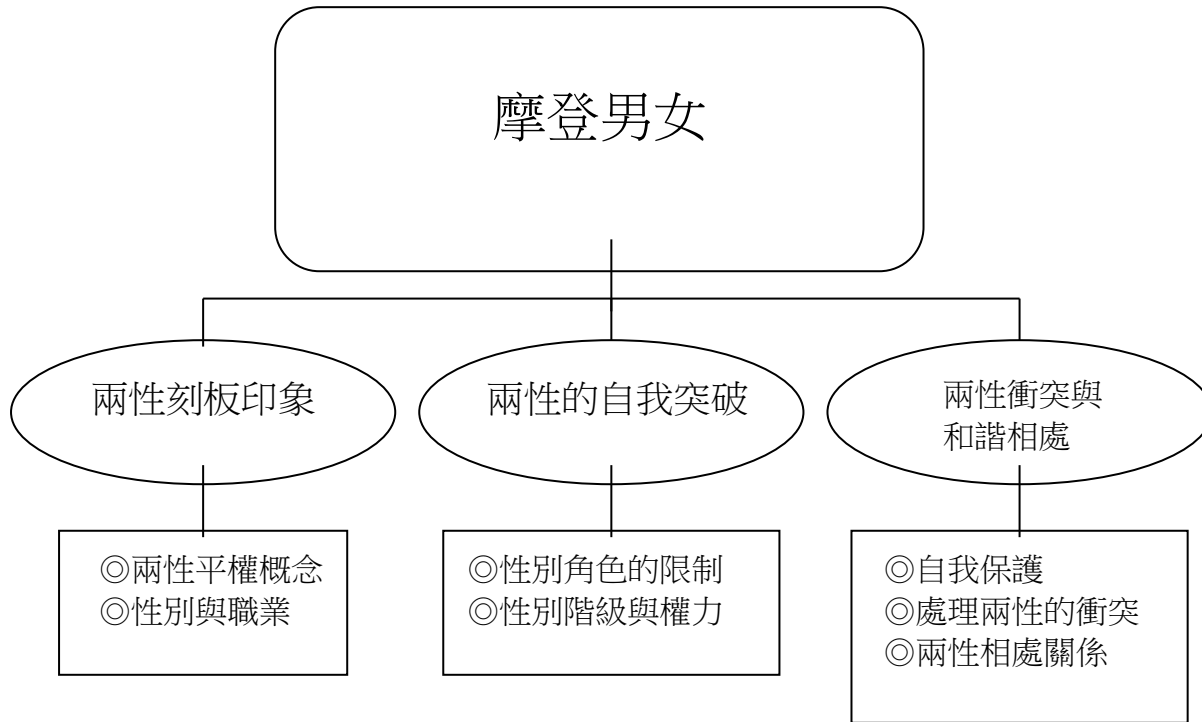 摩登男女
兩性刻板印象
兩性的自我突破
兩性衝突與
和諧相處
◎兩性平權概念
◎性別與職業
◎性別角色的限制
◎性別階級與權力
◎自我保護
◎處理兩性的衝突
◎兩性相處關係